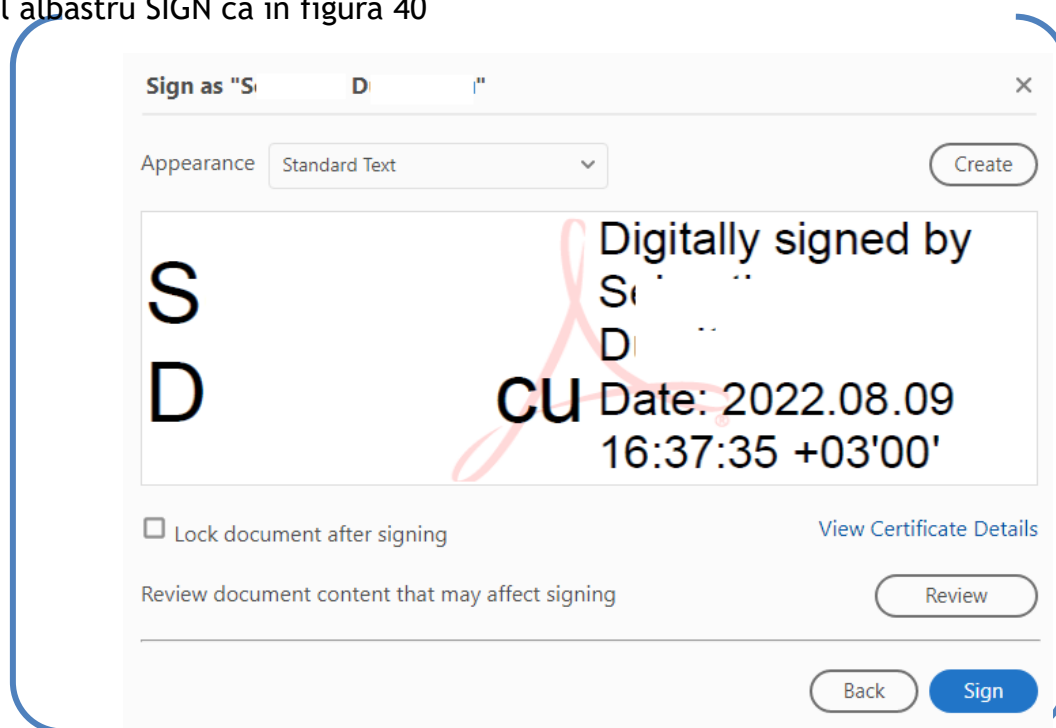 l albastru SIGN ca in figura 40
Sign as "S D "
Appearance Standard Text Create
Digitally signed by
S
S
D
D
cu Date: 2022.08.09
16:37:35 +03'00'
Lock document after signing View Certificate Details
Review document content that may affect signing Review
Back Sign